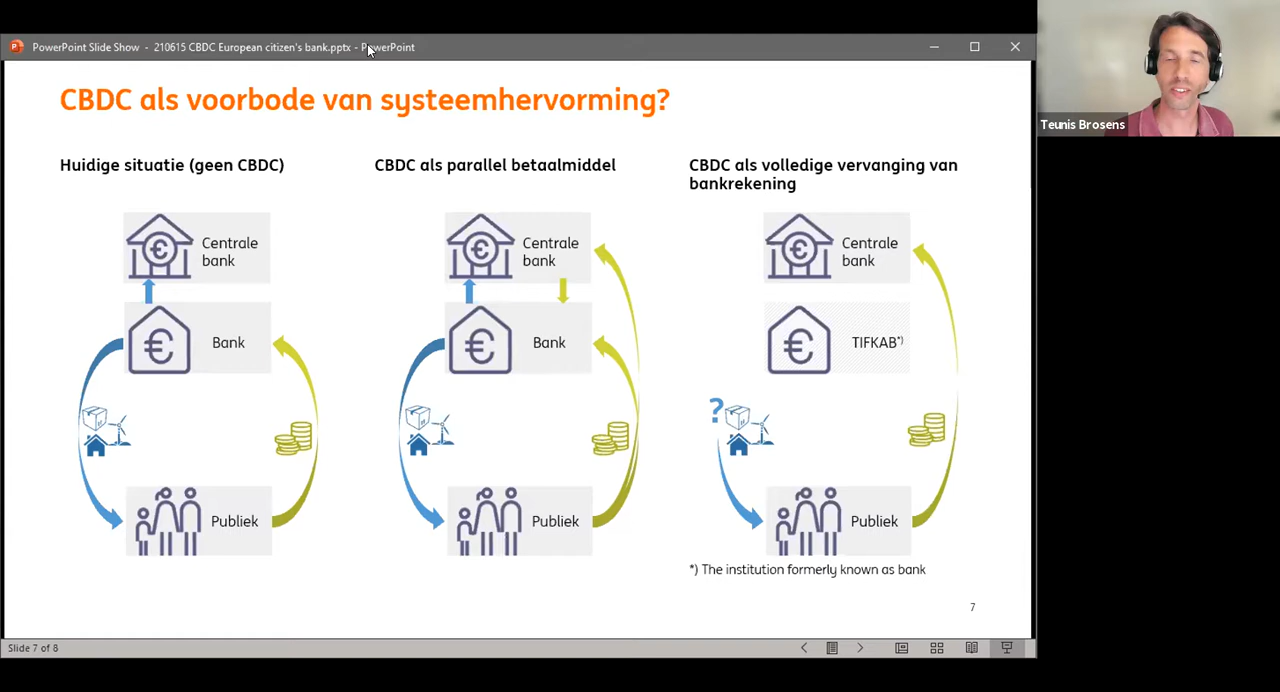 PowerPoint Slide Show - 210615 CBDC European citizen's bank.pptx - PowerPoint
Teunis Brosens
CBDC als voorbode van systeemhervorming?
Huidige situatie (geen CBDC)
Centrale
bank
€
Bank
€
Publiek
CBDC als parallel betaalmiddel
Centrale
bank
€
Bank
€
Publiek
CBDC als volledige vervanging van
bankrekening
Centrale
bank
€
TIFKAB*)
€
?
Publiek
*) The institution formerly known as bank
7
Slide 7 of 8